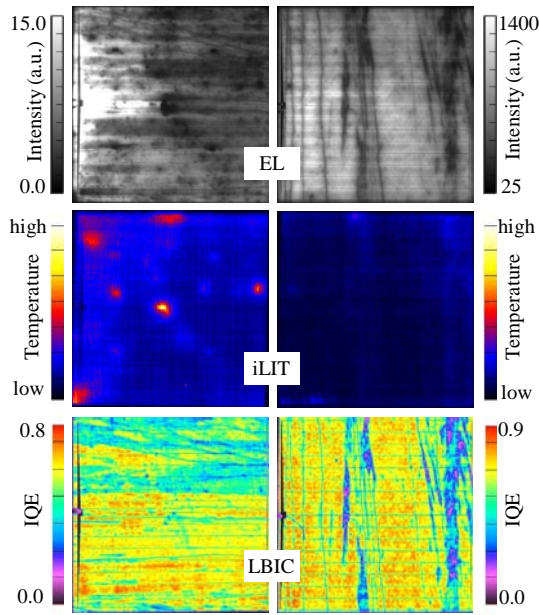 15.0
Intensity (a.u.)
0.0
EL
1400
Intensity (a.u.)
25
high
Temperature
low
iLIT
high
Temperature
low
0.8
IQE
0.0
LBIC
0.9
IQE
0.0